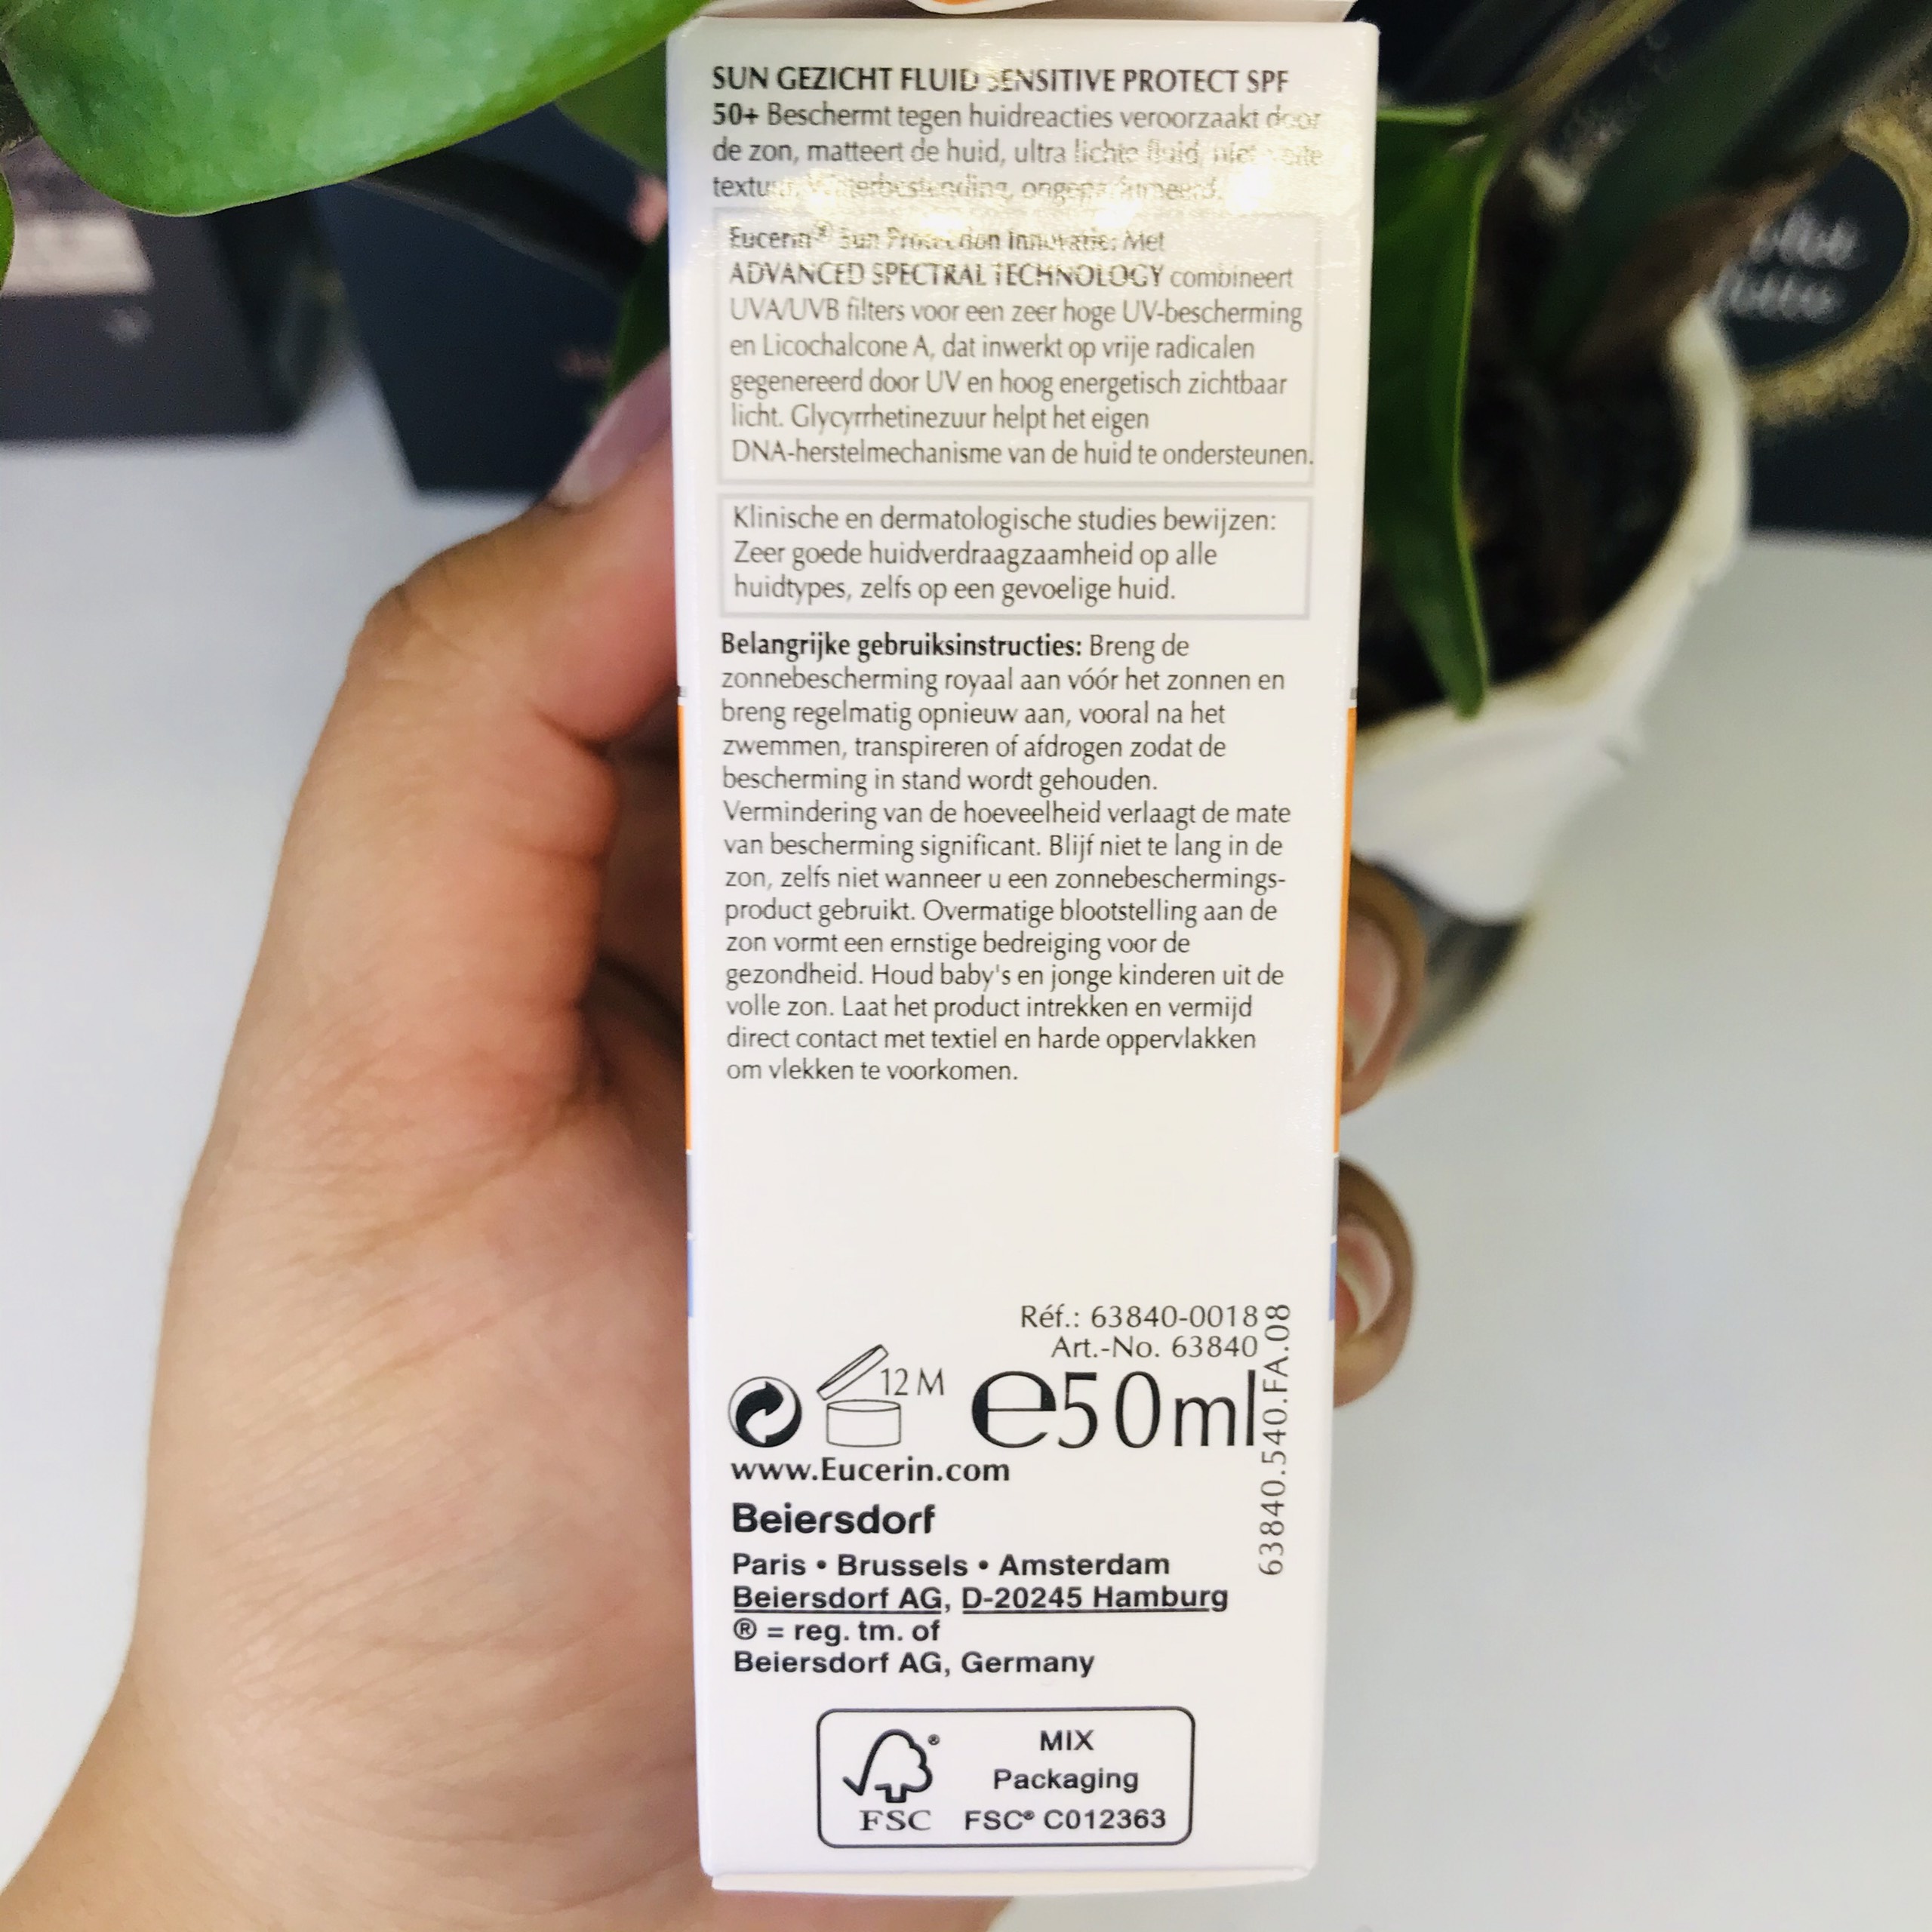 SUN GEZICHT FLUID SENSITIVE PROTECT SPF
50+ Beschermt tegen huidreacties veroorzaakt door
de zon, matteert de huid, ultra lichte fluid, niet
Waterbestending, ongeparfumeerd.
Eucerin® Sun Protection Innovatie: Met
ADVANCED SPECTRAL TECHNOLOGY combineert
UVA/UVB filters voor een zeer hoge UV-bescherming
en Licochalcone A, dat inwerkt op vrije radicalen
gegenereerd door UV en hoog energetisch zichtbaar
licht. Glycyrrhetinezuur helpt het eigen
DNA-herstelmechanisme van de huid te ondersteunen.
Klinische en dermatologische studies bewijzen:
Zeer goede huidverdraagzaamheid op alle
huidtypes, zelfs op een gevoelige huid.
Belangrijke gebruiksinstructies: Breng de
zonnebescherming royaal aan vóór het zonnen en
breng regelmatig opnieuw aan, vooral na het
zwemmen, transpireren of afdrogen zodat de
bescherming in stand wordt gehouden.
Vermindering van de hoeveelheid verlaagt de mate
van bescherming significant. Blijf niet te lang in de
zon, zelfs niet wanneer u een zonnebeschermings-
product gebruikt. Overmatige blootstelling aan de
zon vormt een ernstige bedreiging voor de
gezondheid. Houd baby's en jonge kinderen uit de
volle zon. Laat het product intrekken en vermijd
direct contact met textiel en harde oppervlakken
om vlekken te voorkomen.
Réf.: 63840-0018
Art.-No. 63840
12 M
e50ml
63840.540.FA.08
www.Eucerin.com
Beiersdorf
Paris • Brussels • Amsterdam
Beiersdorf AG, D-20245 Hamburg
® = reg. tm. of
Beiersdorf AG, Germany
MIX
Packaging
FSC® C012363
FSC